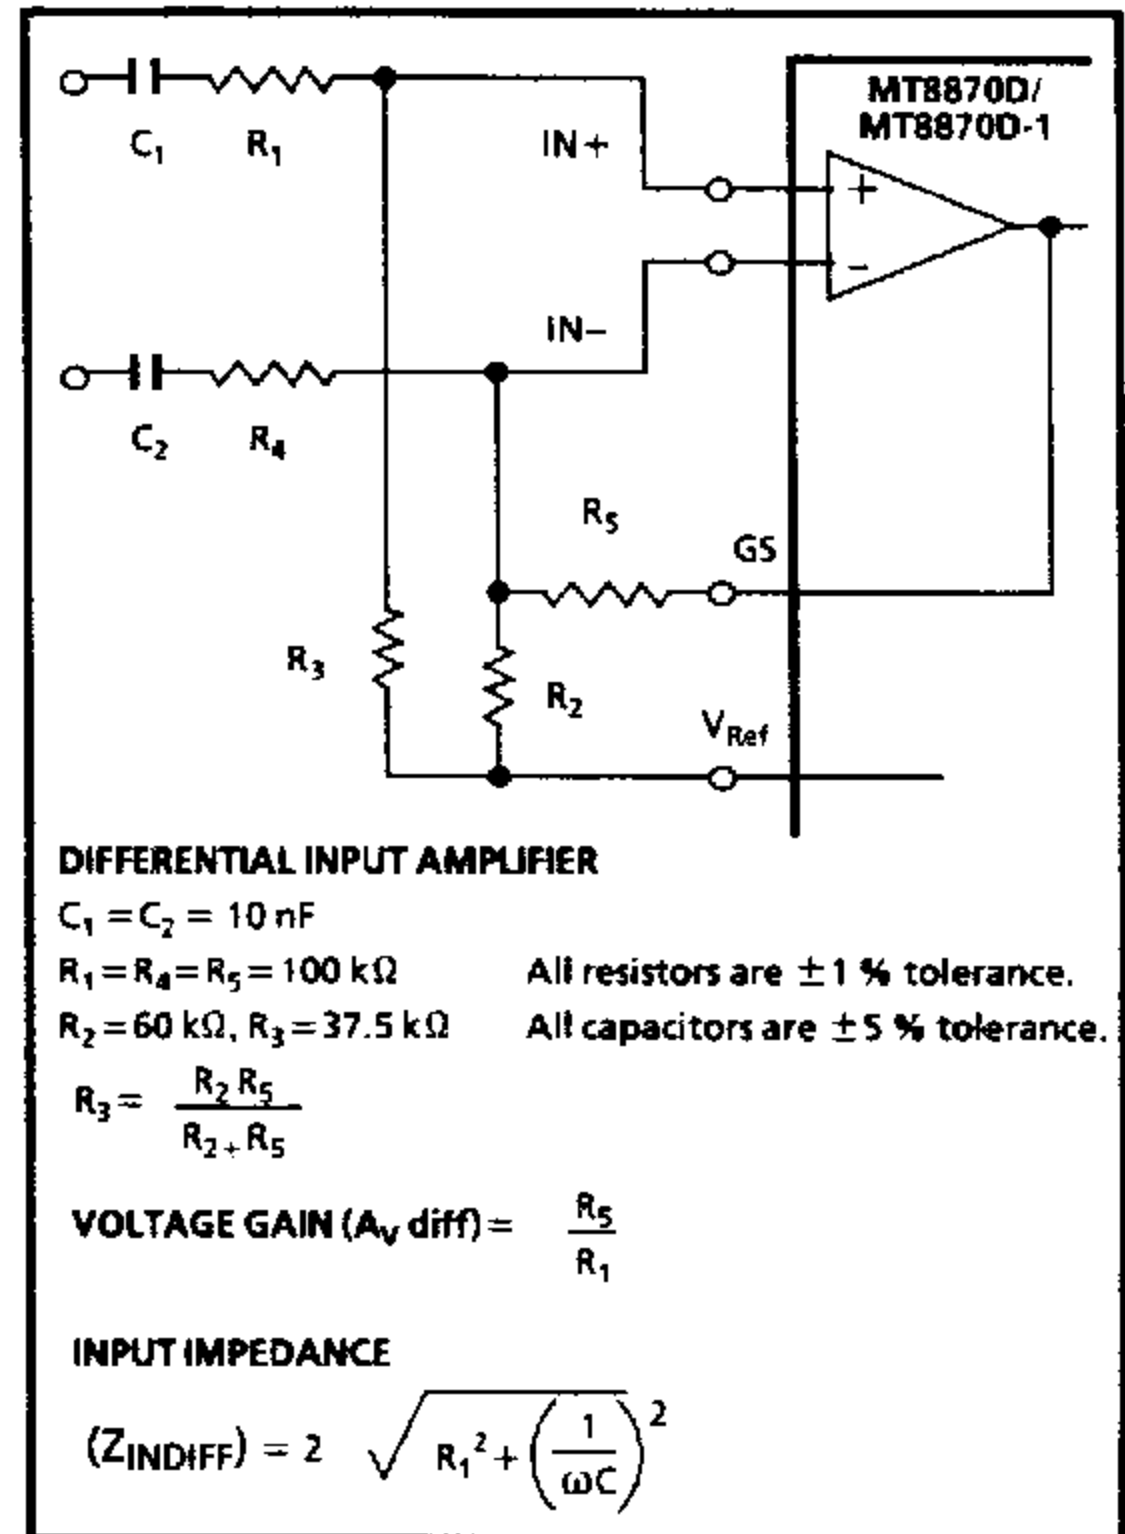 MT8870D/
MT8870D-1
C₁ R₁ IN+
+
−
IN−
C₂ R₄
R₅
GS
R₃
R₂
V_Ref
DIFFERENTIAL INPUT AMPLIFIER
C₁ = C₂ = 10 nF
R₁ = R₄ = R₅ = 100 kΩ All resistors are ±1 % tolerance.
R₂ = 60 kΩ, R₃ = 37.5 kΩ All capacitors are ±5 % tolerance.
R₃ = R₂ R₅ / R₂ + R₅
VOLTAGE GAIN (A_V diff) = R₅ / R₁
INPUT IMPEDANCE
(Z_INDIFF) = 2 √ R₁² + (1 / ωC)²